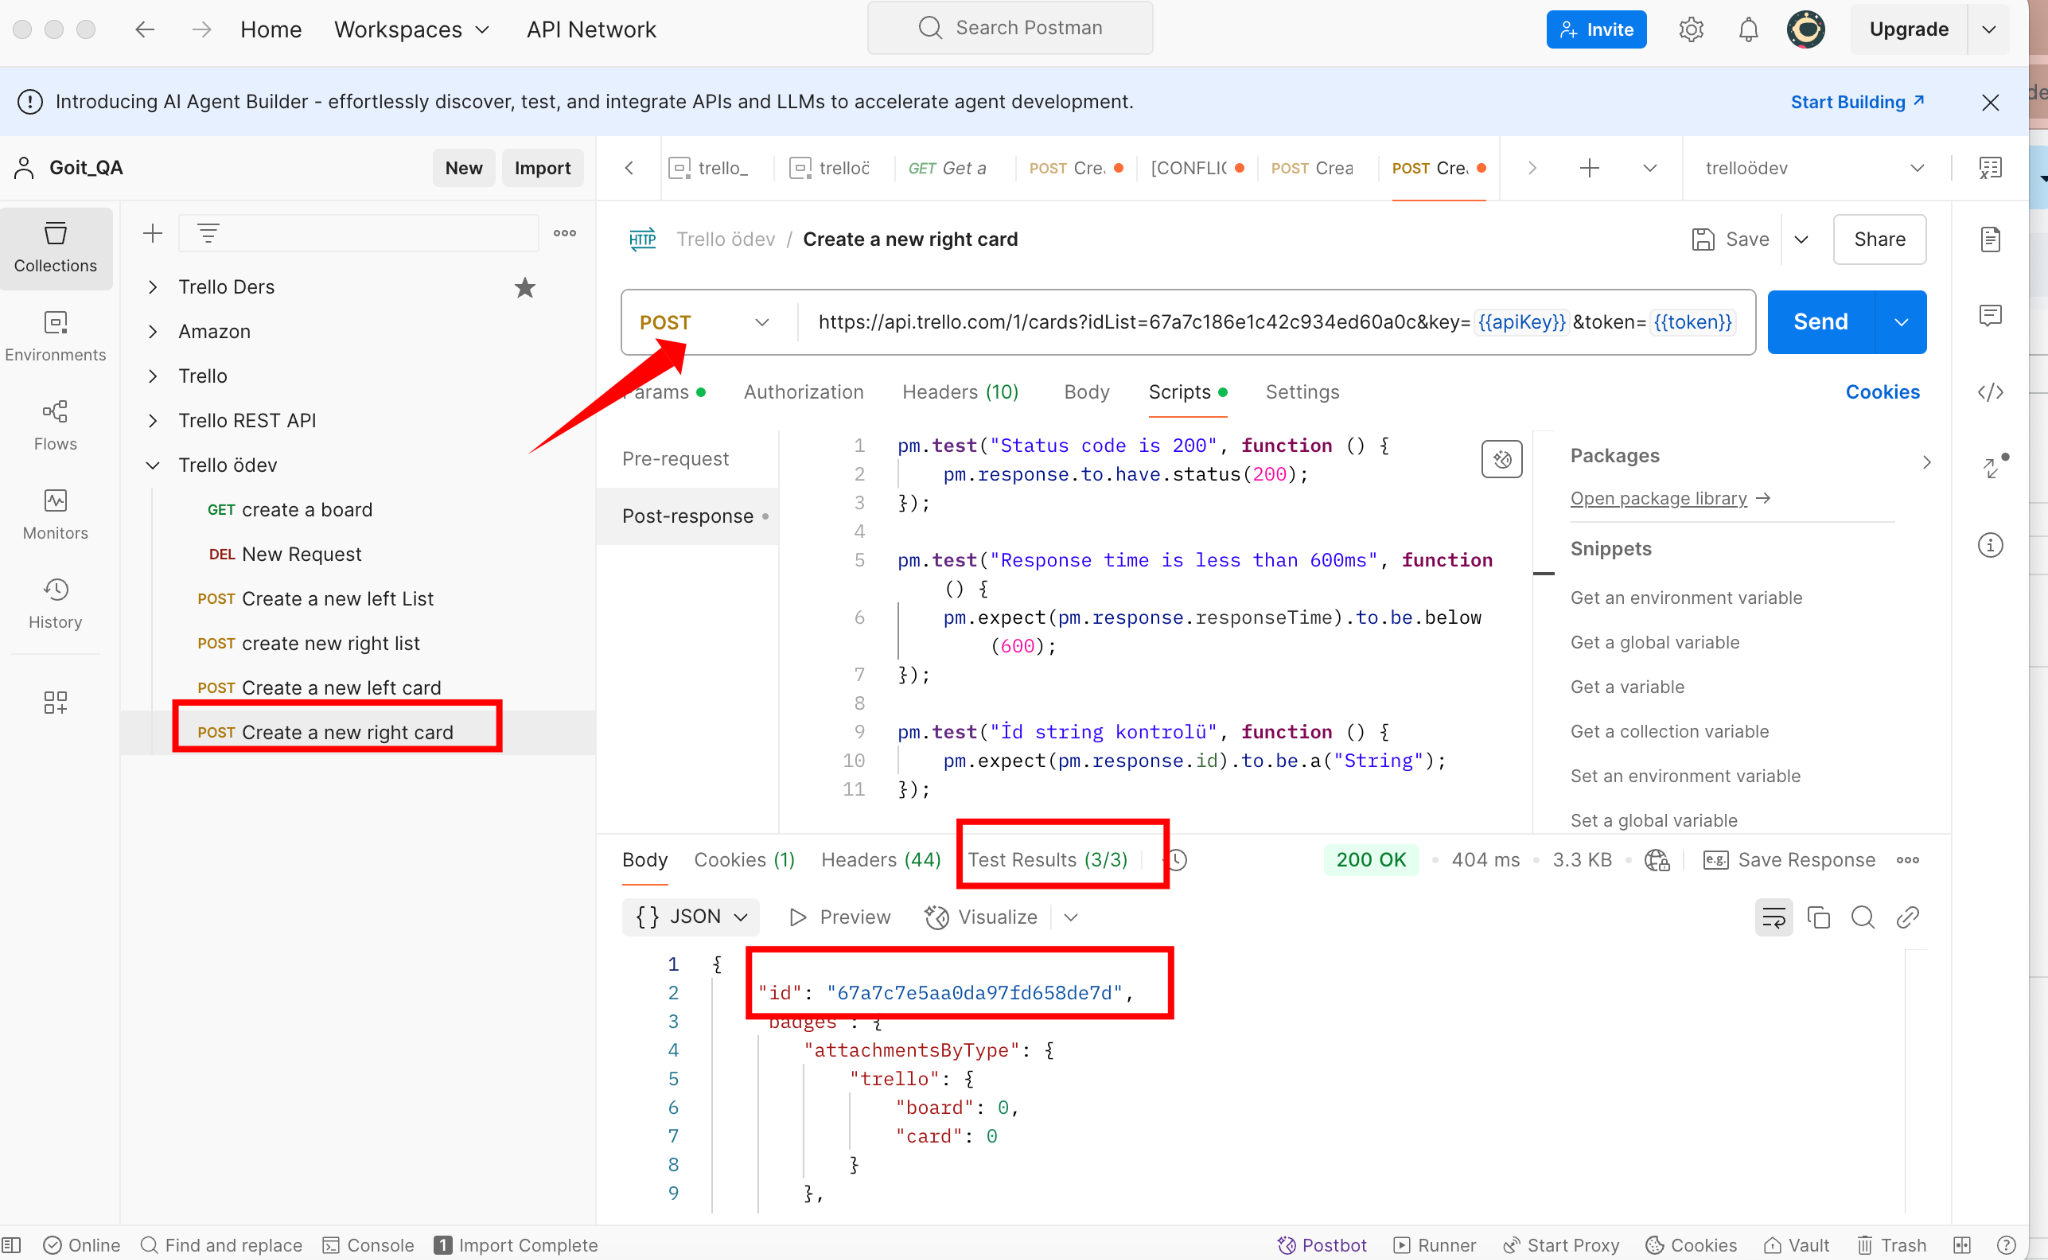 Home
Workspaces
API Network
Search Postman
Invite
Upgrade
Introducing AI Agent Builder - effortlessly discover, test, and integrate APIs and LLMs to accelerate agent development.
Start Building ↗
de
Goit_QA
New
Import
trello_
trelloö
GET Get a
POST Cre
[CONFLIC
POST Crea
POST Cre
trelloödev
Collections
Environments
Flows
Monitors
History
Trello Ders
Amazon
Trello
Trello REST API
Trello ödev
GET create a board
DEL New Request
POST Create a new left List
POST create new right list
POST Create a new left card
POST Create a new right card
HTTP Trello ödev / Create a new right card
Save
Share
POST
https://api.trello.com/1/cards?idList=67a7c186e1c42c934ed60a0c&key= {{apiKey}} &token= {{token}}
Send
arams
Authorization
Headers (10)
Body
Scripts
Settings
Cookies
Pre-request
Post-response
1 pm.test("Status code is 200", function () {
2 pm.response.to.have.status(200);
3 });
4
5 pm.test("Response time is less than 600ms", function
() {
6 pm.expect(pm.response.responseTime).to.be.below
(600);
7 });
8
9 pm.test("İd string kontrolü", function () {
10 pm.expect(pm.response.id).to.be.a("String");
11 });
Packages
Open package library →
Snippets
Get an environment variable
Get a global variable
Get a variable
Get a collection variable
Set an environment variable
Set a global variable
Body
Cookies (1)
Headers (44)
Test Results (3/3)
200 OK
404 ms
3.3 KB
e.g. Save Response
{} JSON
Preview
Visualize
1 {
2 "id": "67a7c7e5aa0da97fd658de7d",
3 "badges": {
4 "attachmentsByType": {
5 "trello": {
6 "board": 0,
7 "card": 0
8 }
9 },
Online
Find and replace
Console
1 Import Complete
Postbot
Runner
Start Proxy
Cookies
Vault
Trash